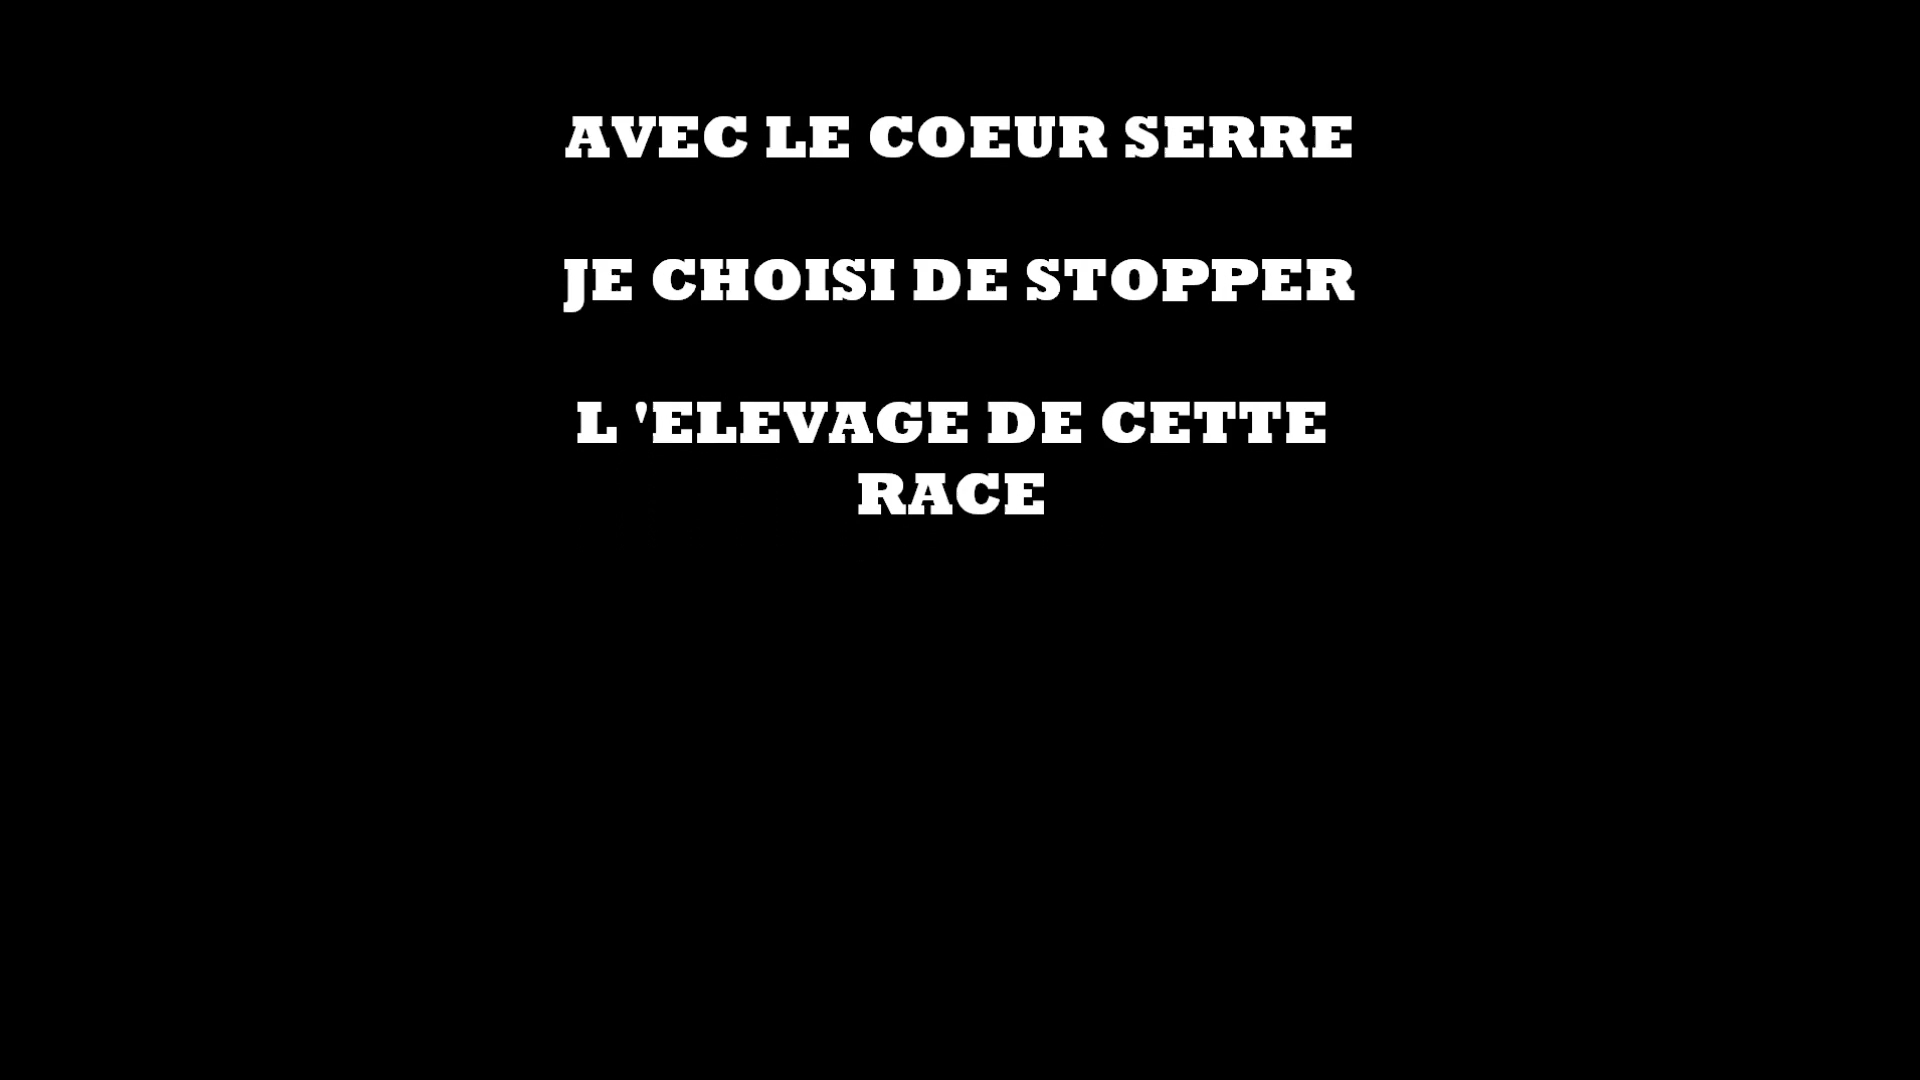 AVEC LE COEUR SERRE
JE CHOISI DE STOPPER
L 'ELEVAGE DE CETTE
RACE